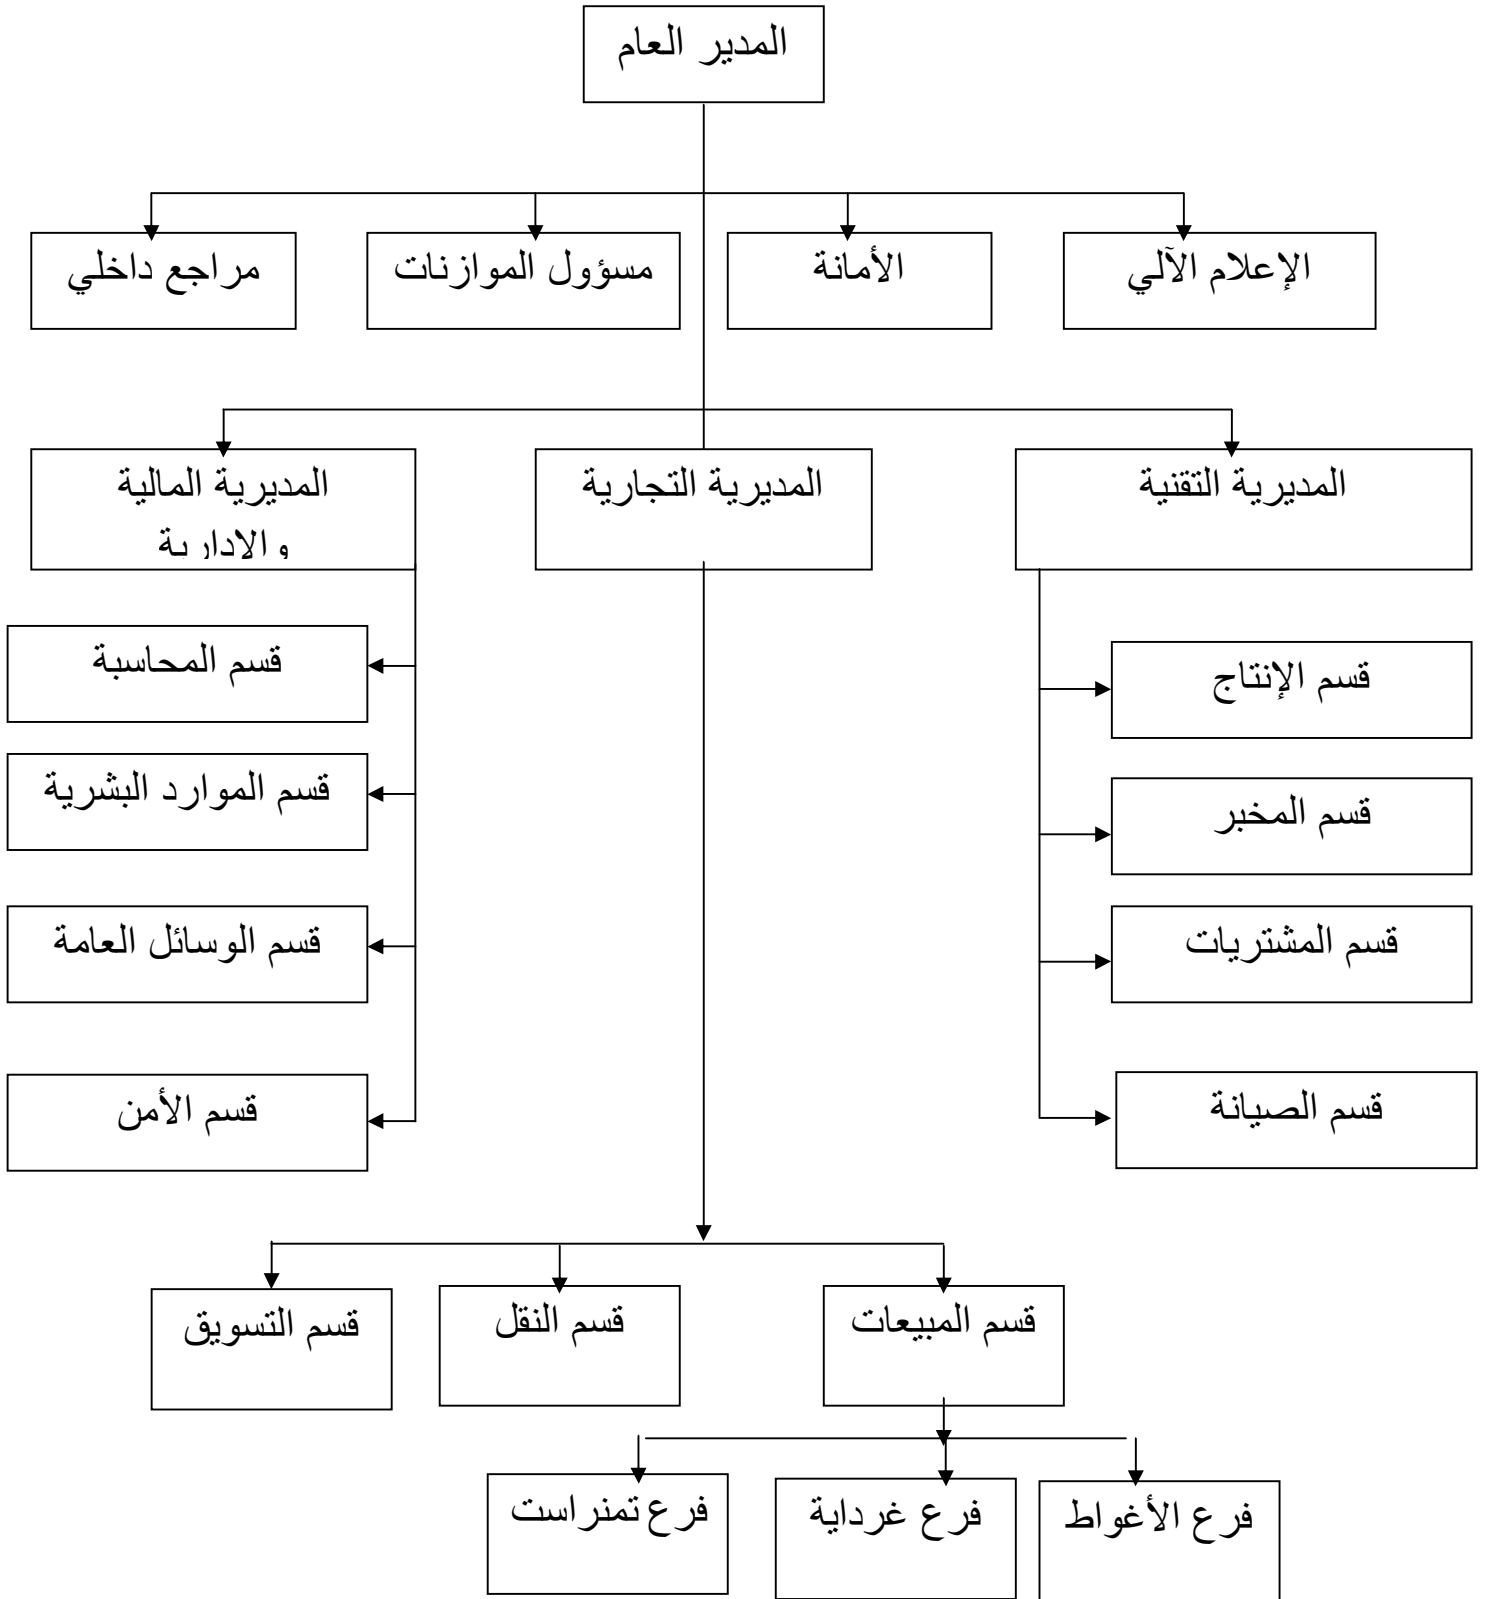 المدير العام
الإعلام الآلي
الأمانة
مسؤول الموازنات
مراجع داخلي
المديرية التقنية
المديرية التجارية
المديرية المالية
والادارية
قسم الإنتاج
قسم المخبر
قسم المشتريات
قسم الصيانة
قسم المحاسبة
قسم الموارد البشرية
قسم الوسائل العامة
قسم الأمن
قسم المبيعات
قسم النقل
قسم التسويق
فرع الأغواط
فرع غرداية
فرع تمنراست